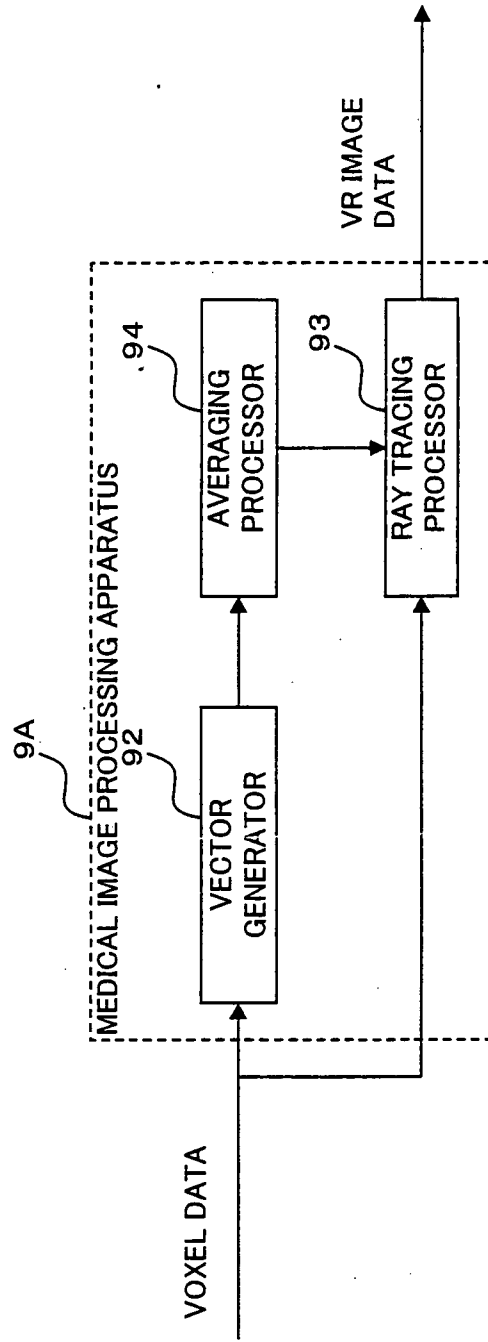 9A
MEDICAL IMAGE PROCESSING APPARATUS
VOXEL DATA
92
VECTOR
GENERATOR
94
AVERAGING
PROCESSOR
93
RAY TRACING
PROCESSOR
VR IMAGE
DATA